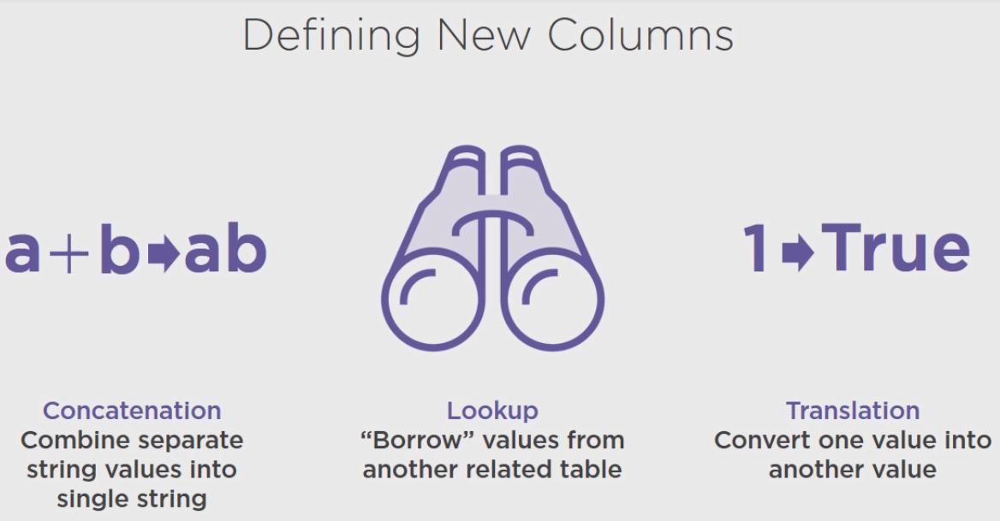 Defining New Columns
a+b➡ab
1➡True
Concatenation
Combine separate
string values into
single string
Lookup
“Borrow” values from
another related table
Translation
Convert one value into
another value